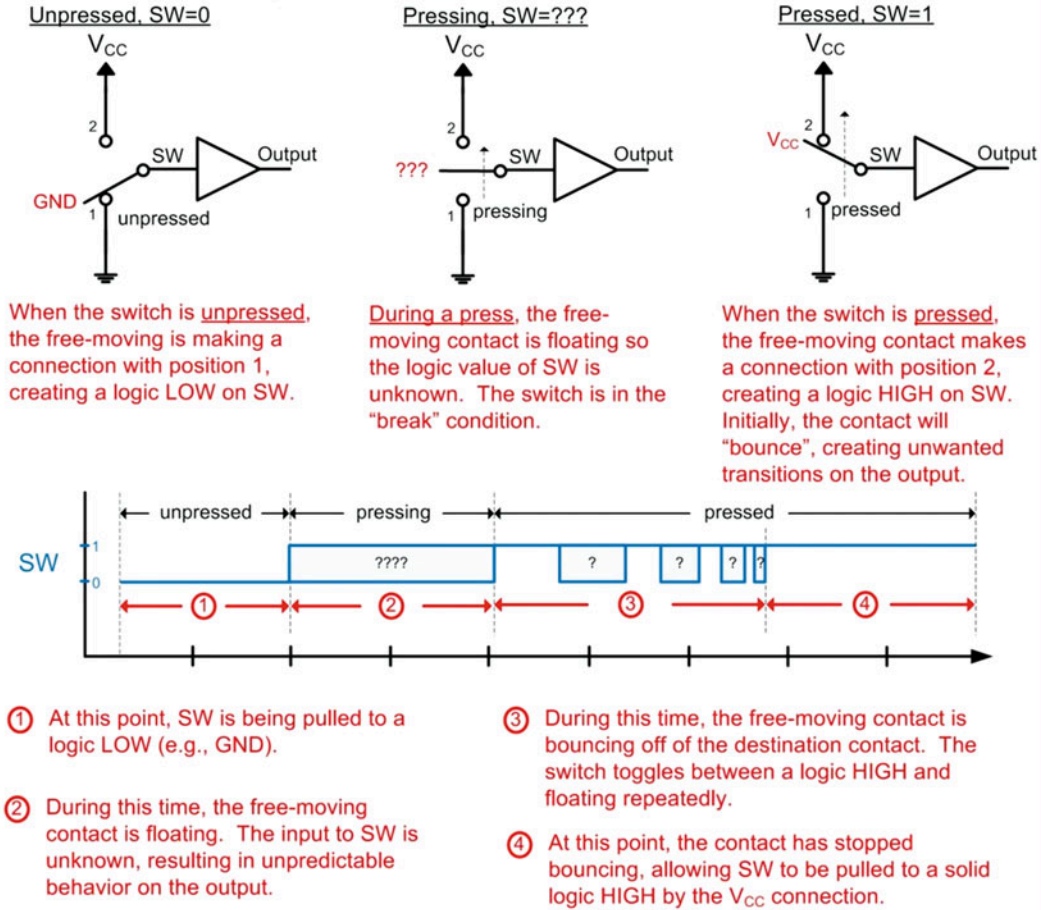 Unpressed, SW=0
V_CC
2
SW
Output
GND
1
unpressed
When the switch is unpressed,
the free-moving is making a
connection with position 1,
creating a logic LOW on SW.
Pressing, SW=???
V_CC
2
SW
Output
???
1
pressing
During a press, the free-
moving contact is floating so
the logic value of SW is
unknown. The switch is in the
“break” condition.
Pressed, SW=1
V_CC
2
V_CC
SW
Output
1
pressed
When the switch is pressed,
the free-moving contact makes
a connection with position 2,
creating a logic HIGH on SW.
Initially, the contact will
“bounce”, creating unwanted
transitions on the output.
unpressed pressing pressed
SW
1
0
???? ? ? ? ?
1 2 3 4
1 At this point, SW is being pulled to a
logic LOW (e.g., GND).
2 During this time, the free-moving
contact is floating. The input to SW is
unknown, resulting in unpredictable
behavior on the output.
3 During this time, the free-moving contact is
bouncing off of the destination contact. The
switch toggles between a logic HIGH and
floating repeatedly.
4 At this point, the contact has stopped
bouncing, allowing SW to be pulled to a solid
logic HIGH by the V_CC connection.